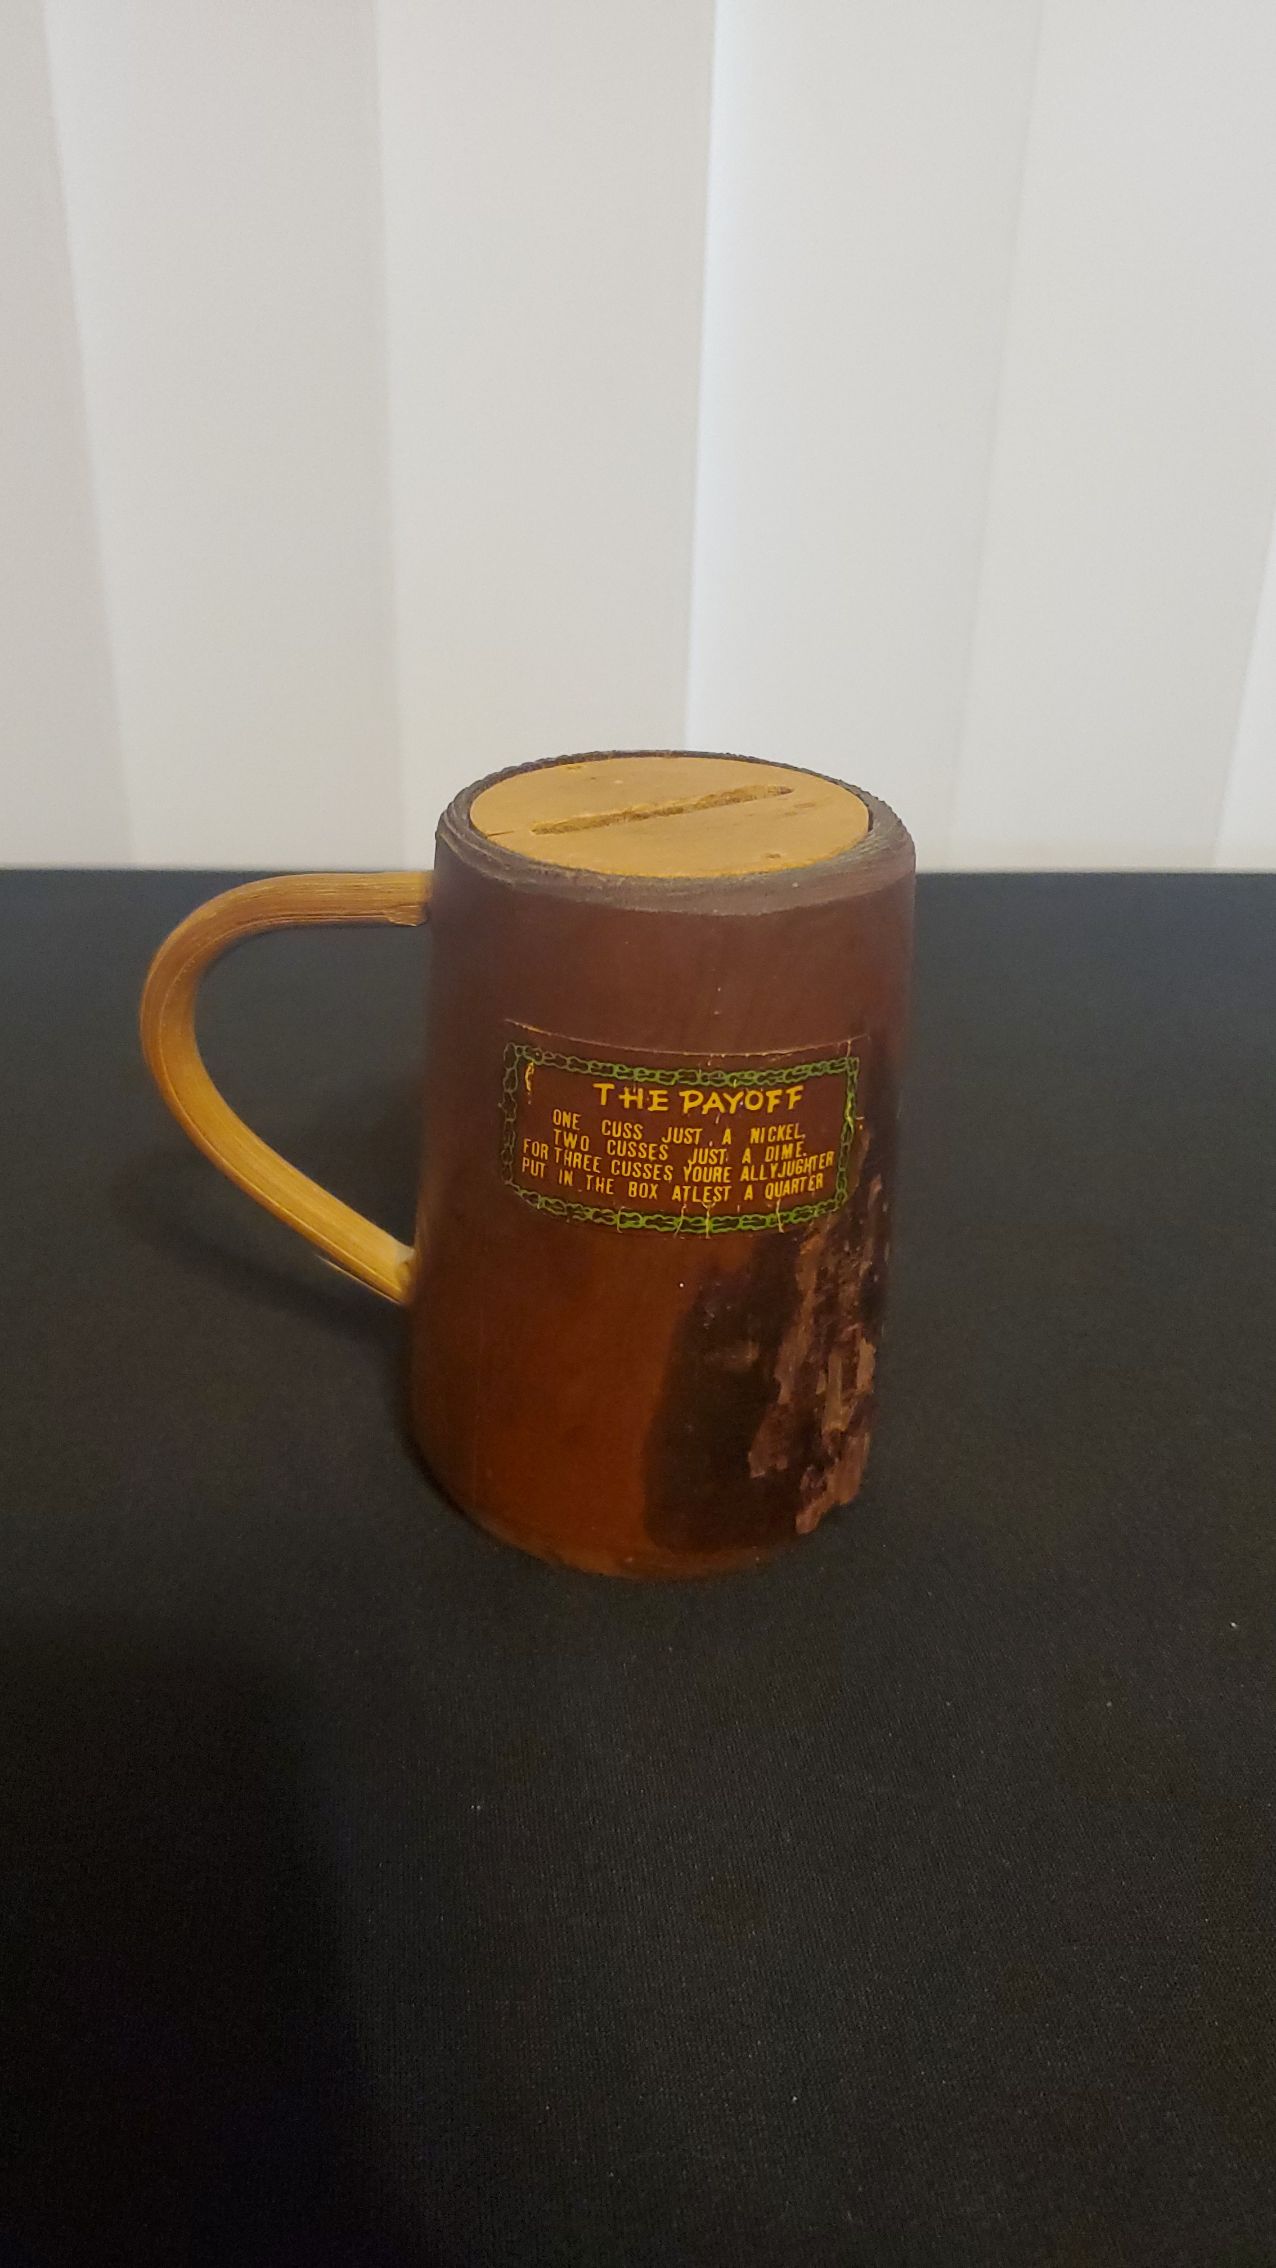 THE PAYOFF
ONE CUSS JUST A NICKEL,
TWO CUSSES JUST A DIME.
FOR THREE CUSSES YOURE ALLYJUGHTER
PUT IN THE BOX ATLEST A QUARTER